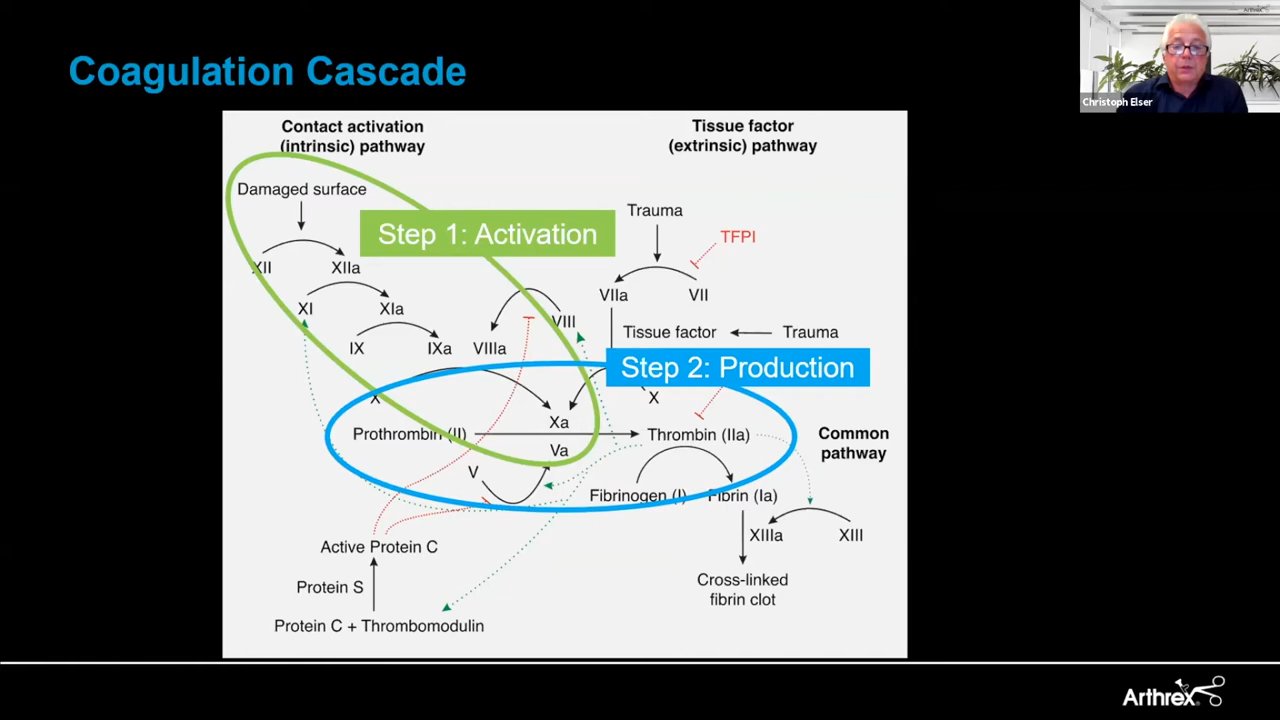 Arthrex
Coagulation Cascade
Christoph Elser
Contact activation
(intrinsic) pathway
Tissue factor
(extrinsic) pathway
Damaged surface
Step 1: Activation
Trauma
TFPI
XII
XIIa
VIIa
VII
XI
XIa
VIII
Tissue factor
Trauma
IX
IXa
VIIIa
Step 2: Production
X
X
Xa
Prothrombin (II)
Thrombin (IIa)
Common
pathway
Va
V
Fibrinogen (I)
Fibrin (Ia)
XIIIa
XIII
Active Protein C
Protein S
Cross-linked
fibrin clot
Protein C + Thrombomodulin
Arthrex